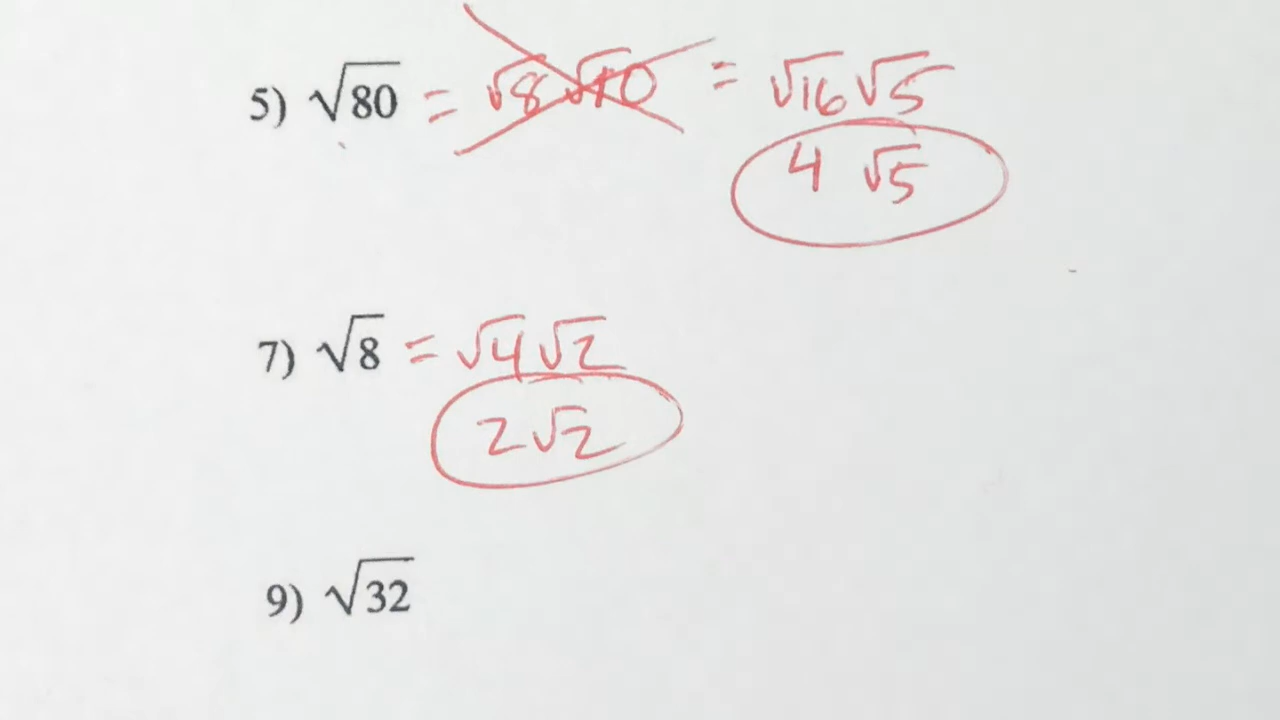 5) √80 = √8 √10 = √16 √5
4 √5
7) √8 = √4 √2
2√2
9) √32